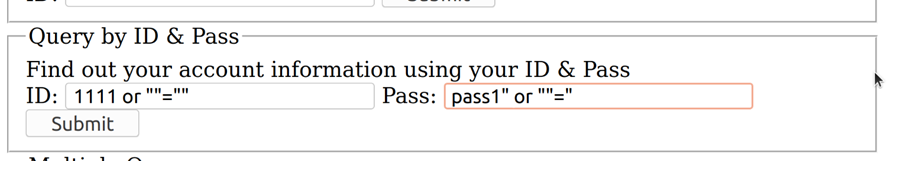 Query by ID & Pass
Find out your account information using your ID & Pass
ID: 1111 or ""="" Pass: pass1" or ""="
Submit